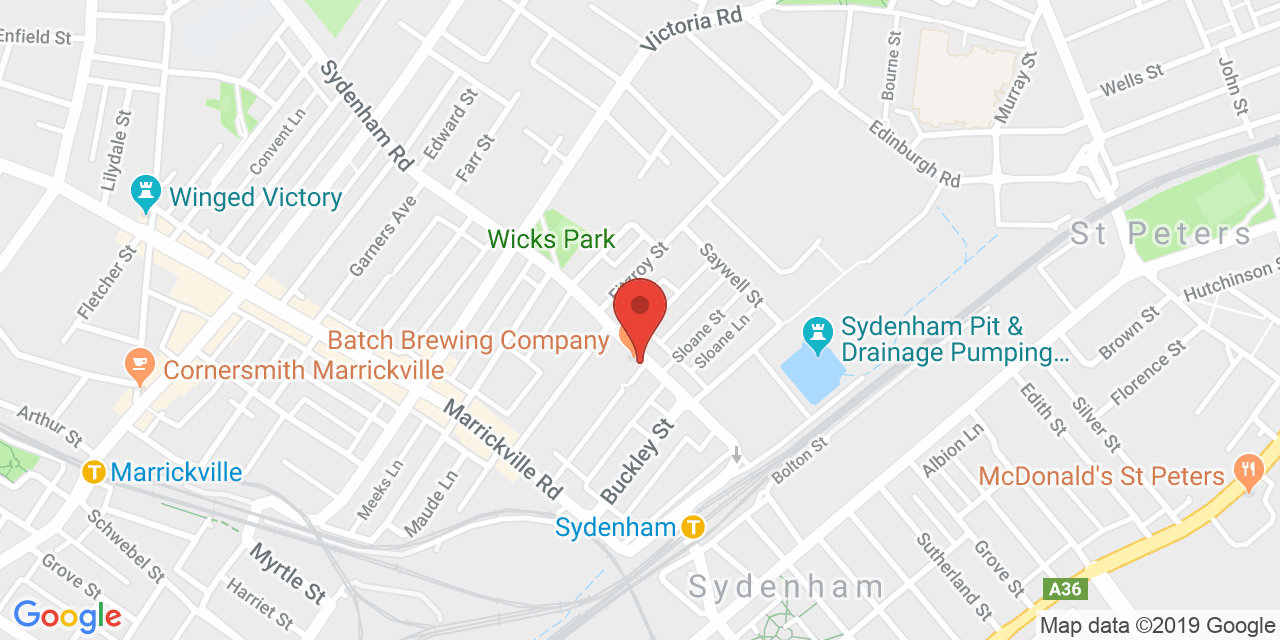 Enfield St
Victoria Rd
Sydenham Rd
Bourne St
Murray St
Wells St
John St
Lilydale St
Convent Ln
Edward St
Farr St
Edinburgh Rd
Winged Victory
Garners Ave
Wicks Park
Fitzroy St
Saywell St
St Peters
Fletcher St
Hutchinson S
Batch Brewing Company
Sloane St
Sloane Ln
Sydenham Pit &
Drainage Pumping...
Brown St
Florence St
Cornersmith Marrickville
Arthur St
Marrickville Rd
Buckley St
Edith St
Silver St
Albion Ln
Bolton St
T
Marrickville
Meeks Ln
Maude Ln
McDonald's St Peters
Sydenham
T
Schwebel St
Grove St
Myrtle St
Harriet St
Sydenham
Sutherland St
Grove St
A36
Google
Map data ©2019 Google